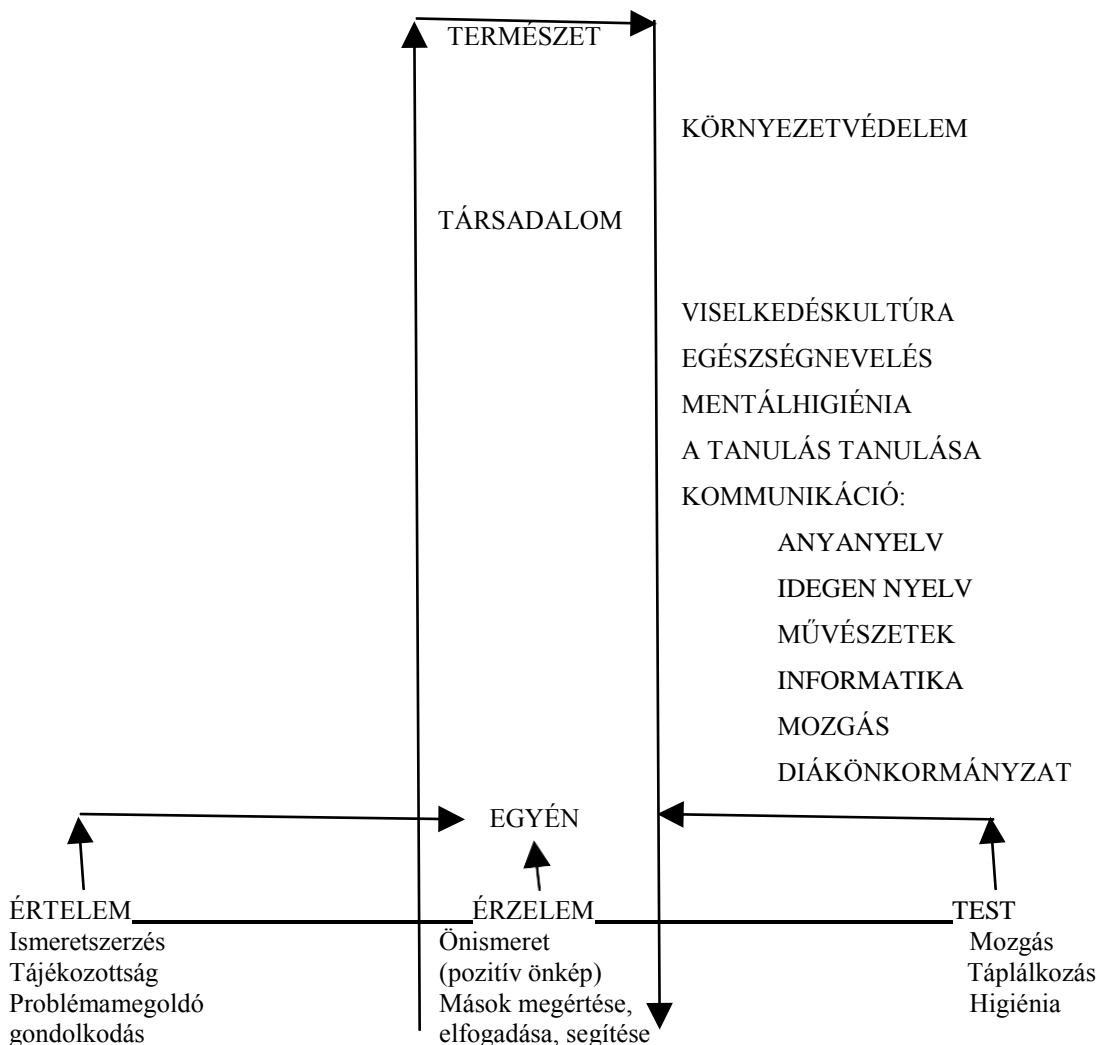 TERMÉSZET
KÖRNYEZETVÉDELEM
TÁRSADALOM
VISELKEDÉSKULTÚRA
EGÉSZSÉGNEVELÉS
MENTÁLHIGIÉNIA
A TANULÁS TANULÁSA
KOMMUNIKÁCIÓ:
ANYANYELV
IDEGEN NYELV
MŰVÉSZETEK
INFORMATIKA
MOZGÁS
DIÁKÖNKORMÁNYZAT
EGYÉN
ÉRTELEM
Ismeretszerzés
Tájékozottság
Problémamegoldó
gondolkodás
ÉRZELEM
Önismeret
(pozitív önkép)
Mások megértése,
elfogadása, segítése
TEST
Mozgás
Táplálkozás
Higiénia